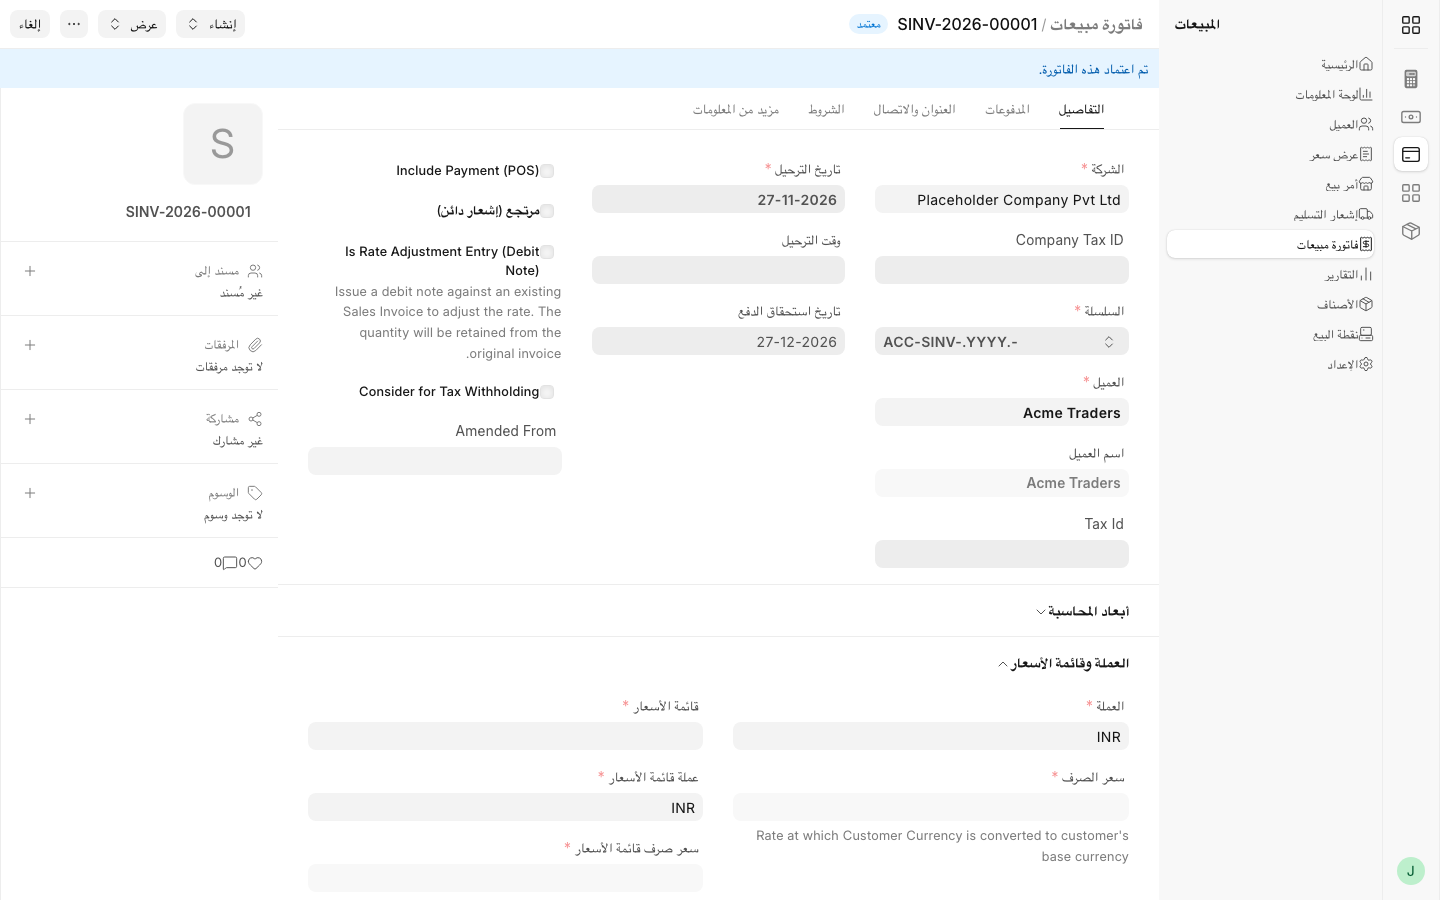 المبيعات
الرئيسية
لوحة المعلومات
العميل
عرض سعر
أمر بيع
إشعار التسليم
فاتورة مبيعات
التقارير
الأصناف
نقطة البيع
الإعداد
J
فاتورة مبيعات / SINV-2026-00001 معتمد
إنشاء
عرض
إلغاء
تم اعتماد هذه الفاتورة.
التفاصيل
المدفوعات
العنوان والاتصال
الشروط
مزيد من المعلومات
الشركة *
Placeholder Company Pvt Ltd
Company Tax ID
السلسلة *
ACC-SINV-.YYYY.-
العميل *
Acme Traders
اسم العميل
Acme Traders
Tax Id
تاريخ الترحيل *
27-11-2026
وقت الترحيل
تاريخ استحقاق الدفع
27-12-2026
Include Payment (POS)
مرتجع (إشعار دائن)
Is Rate Adjustment Entry (Debit
Note)
Issue a debit note against an existing
Sales Invoice to adjust the rate. The
quantity will be retained from the
.original invoice
Consider for Tax Withholding
Amended From
أبعاد المحاسبة
العملة وقائمة الأسعار
العملة *
INR
سعر الصرف *
Rate at which Customer Currency is converted to customer's
base currency
قائمة الأسعار *
عملة قائمة الأسعار *
INR
سعر صرف قائمة الأسعار *
S
SINV-2026-00001
مسند إلى
غير مُسند
المرفقات
لا توجد مرفقات
مشاركة
غير مشارك
الوسوم
لا توجد وسوم
0
0